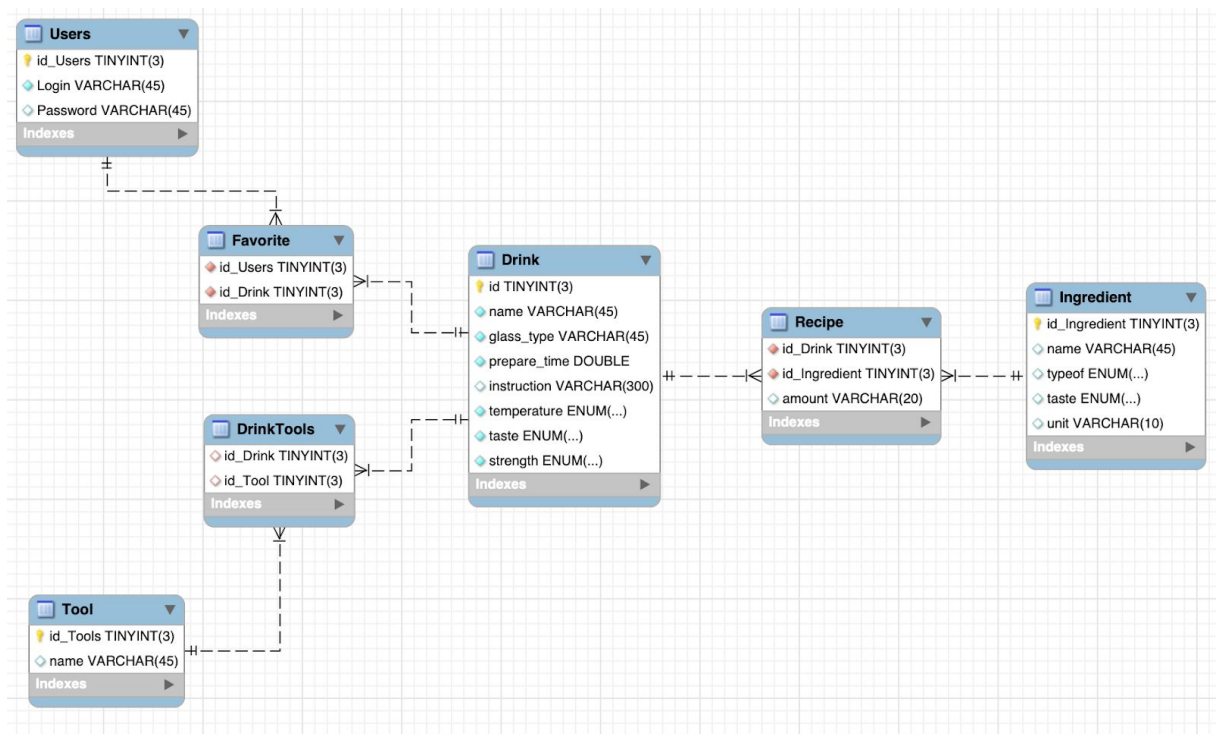 Users
id_Users TINYINT(3)
Login VARCHAR(45)
Password VARCHAR(45)
Indexes
Favorite
id_Users TINYINT(3)
id_Drink TINYINT(3)
Indexes
Drink
id TINYINT(3)
name VARCHAR(45)
glass_type VARCHAR(45)
prepare_time DOUBLE
instruction VARCHAR(300)
temperature ENUM(...)
taste ENUM(...)
strength ENUM(...)
Indexes
Recipe
id_Drink TINYINT(3)
id_Ingredient TINYINT(3)
amount VARCHAR(20)
Indexes
Ingredient
id_Ingredient TINYINT(3)
name VARCHAR(45)
typeof ENUM(...)
taste ENUM(...)
unit VARCHAR(10)
Indexes
DrinkTools
id_Drink TINYINT(3)
id_Tool TINYINT(3)
Indexes
Tool
id_Tools TINYINT(3)
name VARCHAR(45)
Indexes